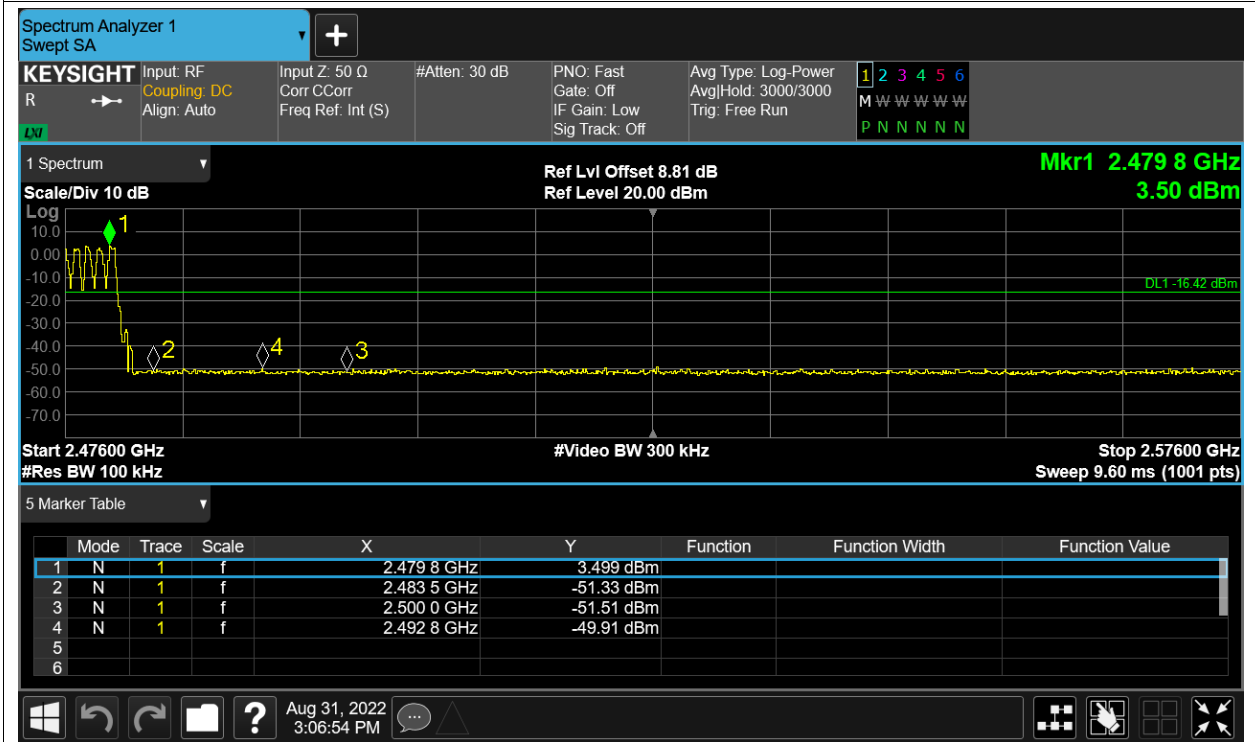 Spectrum Analyzer 1
Swept SA
+
KEYSIGHT
R
LXI
Input: RF
Coupling: DC
Align: Auto
Input Z: 50 Ω
Corr CCorr
Freq Ref: Int (S)
#Atten: 30 dB
PNO: Fast
Gate: Off
IF Gain: Low
Sig Track: Off
Avg Type: Log-Power
Avg|Hold: 3000/3000
Trig: Free Run
1 2 3 4 5 6
M W W W W W
P N N N N N
1 Spectrum
Scale/Div 10 dB
Ref Lvl Offset 8.81 dB
Ref Level 20.00 dBm
Mkr1 2.479 8 GHz
3.50 dBm
Log
10.0
0.00
-10.0
-20.0
-30.0
-40.0
-50.0
-60.0
-70.0
1
2
4
3
DL1 -16.42 dBm
Start 2.47600 GHz
#Res BW 100 kHz
#Video BW 300 kHz
Stop 2.57600 GHz
Sweep 9.60 ms (1001 pts)
5 Marker Table
Mode Trace Scale X Y Function Function Width Function Value
1 N 1 f 2.479 8 GHz 3.499 dBm
2 N 1 f 2.483 5 GHz -51.33 dBm
3 N 1 f 2.500 0 GHz -51.51 dBm
4 N 1 f 2.492 8 GHz -49.91 dBm
5
6
?
Aug 31, 2022
3:06:54 PM